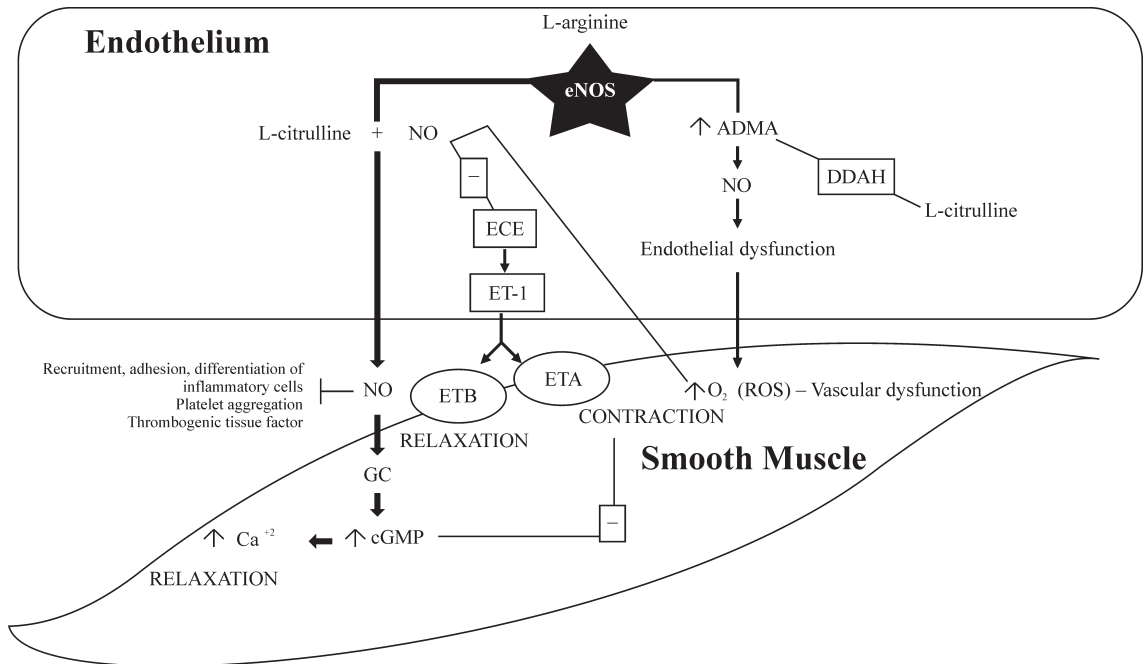 L-arginine
Endothelium
eNOS
L-citrulline + NO
↑ ADMA
–
NO
DDAH
L-citrulline
ECE
Endothelial dysfunction
ET-1
Recruitment, adhesion, differentiation of
inflammatory cells
Platelet aggregation
Thrombogenic tissue factor
NO
ETB
ETA
↑O₂ (ROS) – Vascular dysfunction
CONTRACTION
RELAXATION
Smooth Muscle
GC
–
↑ Ca +2
↑ cGMP
RELAXATION